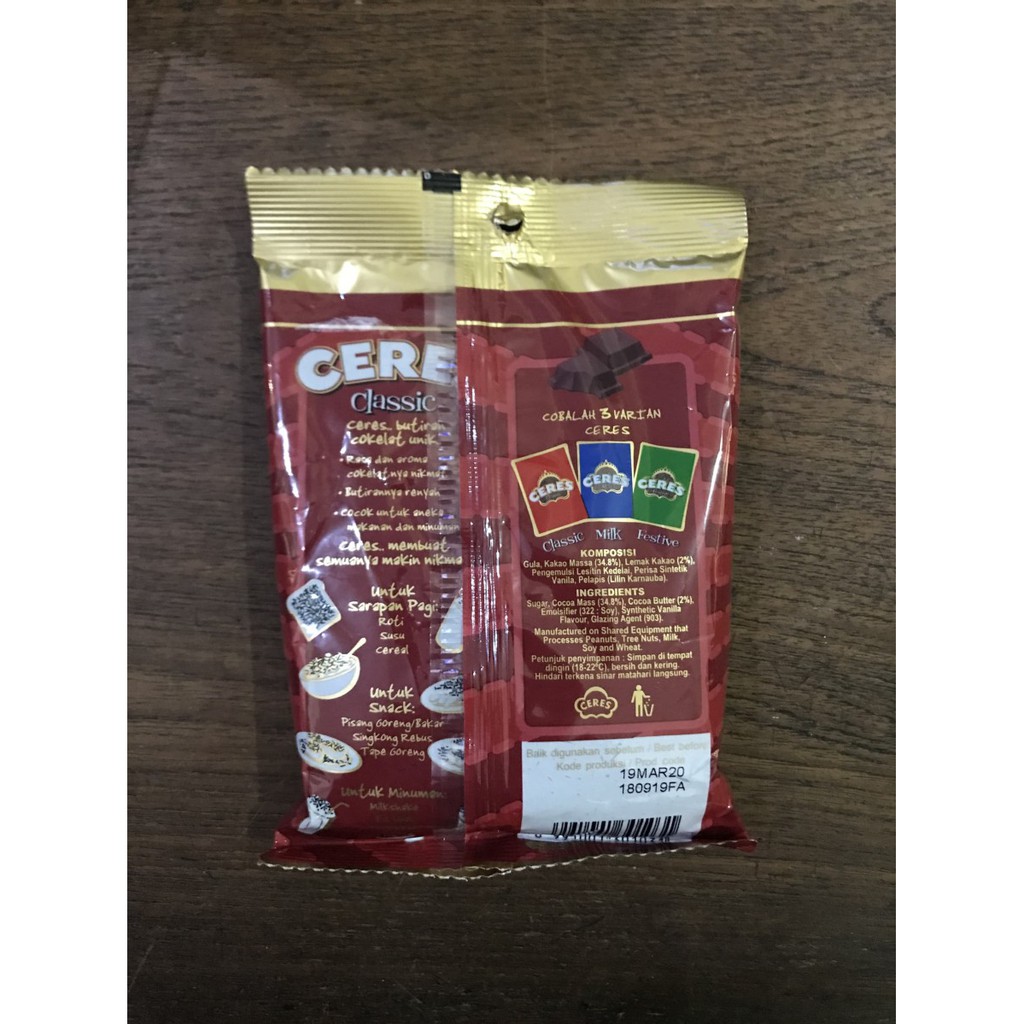 CERE
Classic
ceres butiran
cokelat unik
• Rasa dan aroma
cokelatnya nikmat
• Butirannya renyah
• Cocok untuk aneka
makanan dan minuman
ceres membuat
semuanya makin nikma
Untuk
Sarapan Pagi:
Roti
Susu
Cereal
Untuk
Snack:
Pisang Goreng/Bakar
Singkong Rebus
Tape Goreng
Untuk Minuman:
Milkshake
COBALAH 3 VARIAN
CERES
CERES
CERES
CERES
Classic Milk Festive
KOMPOSISI
Gula, Kakao Massa (34.8%), Lemak Kakao (2%),
Pengemulsi Lesitin Kedelai, Perisa Sintetik
Vanila, Pelapis (Lilin Karnauba).
INGREDIENTS
Sugar, Cocoa Mass (34.8%), Cocoa Butter (2%),
Emulsifier (322 : Soy), Synthetic Vanilla
Flavour, Glazing Agent (903).
Manufactured on Shared Equipment that
Processes Peanuts, Tree Nuts, Milk,
Soy and Wheat.
Petunjuk penyimpanan : Simpan di tempat
dingin (18-22°C), bersih dan kering.
Hindari terkena sinar matahari langsung.
CERES
Baik digunakan sebelum / Best before
Kode produksi / Prod. code
19MAR20
180919FA